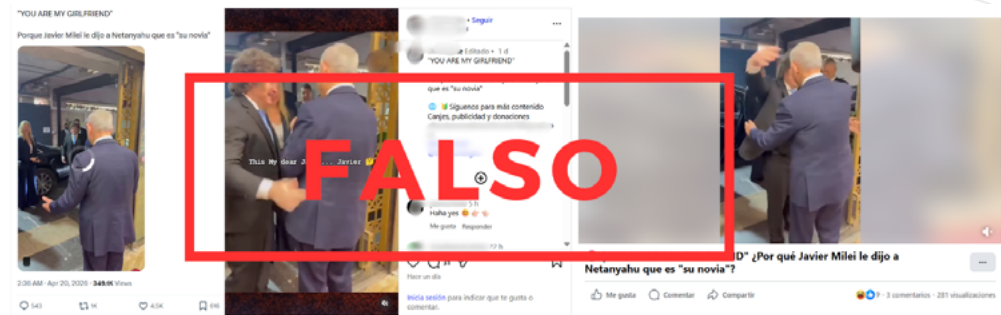 "YOU ARE MY GIRLFRIEND"
Porque Javier Milei le dijo a Netanyahu que es "su novia"
2:36 AM · Apr 20, 2026 · Views
543
1K
4.5K
816
This My dear J... Javier
• Seguir
...
Editado • 1 d
"YOU ARE MY GIRLFRIEND"
que es "su novia"
Síguenos para más contenido
Canjes, publicidad y donaciones
5 h
Haha yes
Me gusta Responder
Hace un día
Inicia sesión para indicar que te gusta o
comentar.
FALSO
ND" ¿Por qué Javier Milei le dijo a
Netanyahu que es "su novia"?
...
Me gusta Comentar Compartir
9 · 3 comentarios · 281 visualizaciones